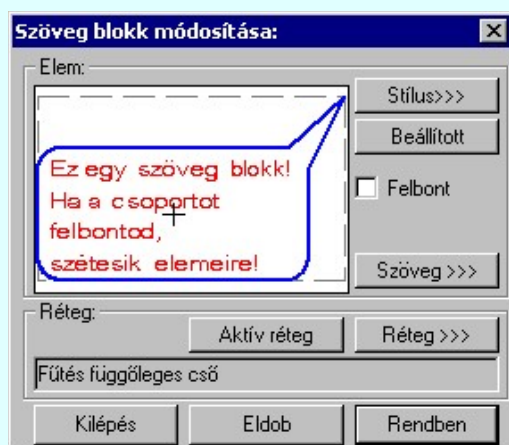 Szöveg blokk módosítása:
Elem:
Stílus>>>
Beállított
Ez egy szöveg blokk!
Ha a csoportot
felbontod,
szétesik elemeire!
Felbont
Szöveg >>>
Réteg:
Aktív réteg
Réteg >>>
Fűtés függőleges cső
Kilépés
Eldob
Rendben